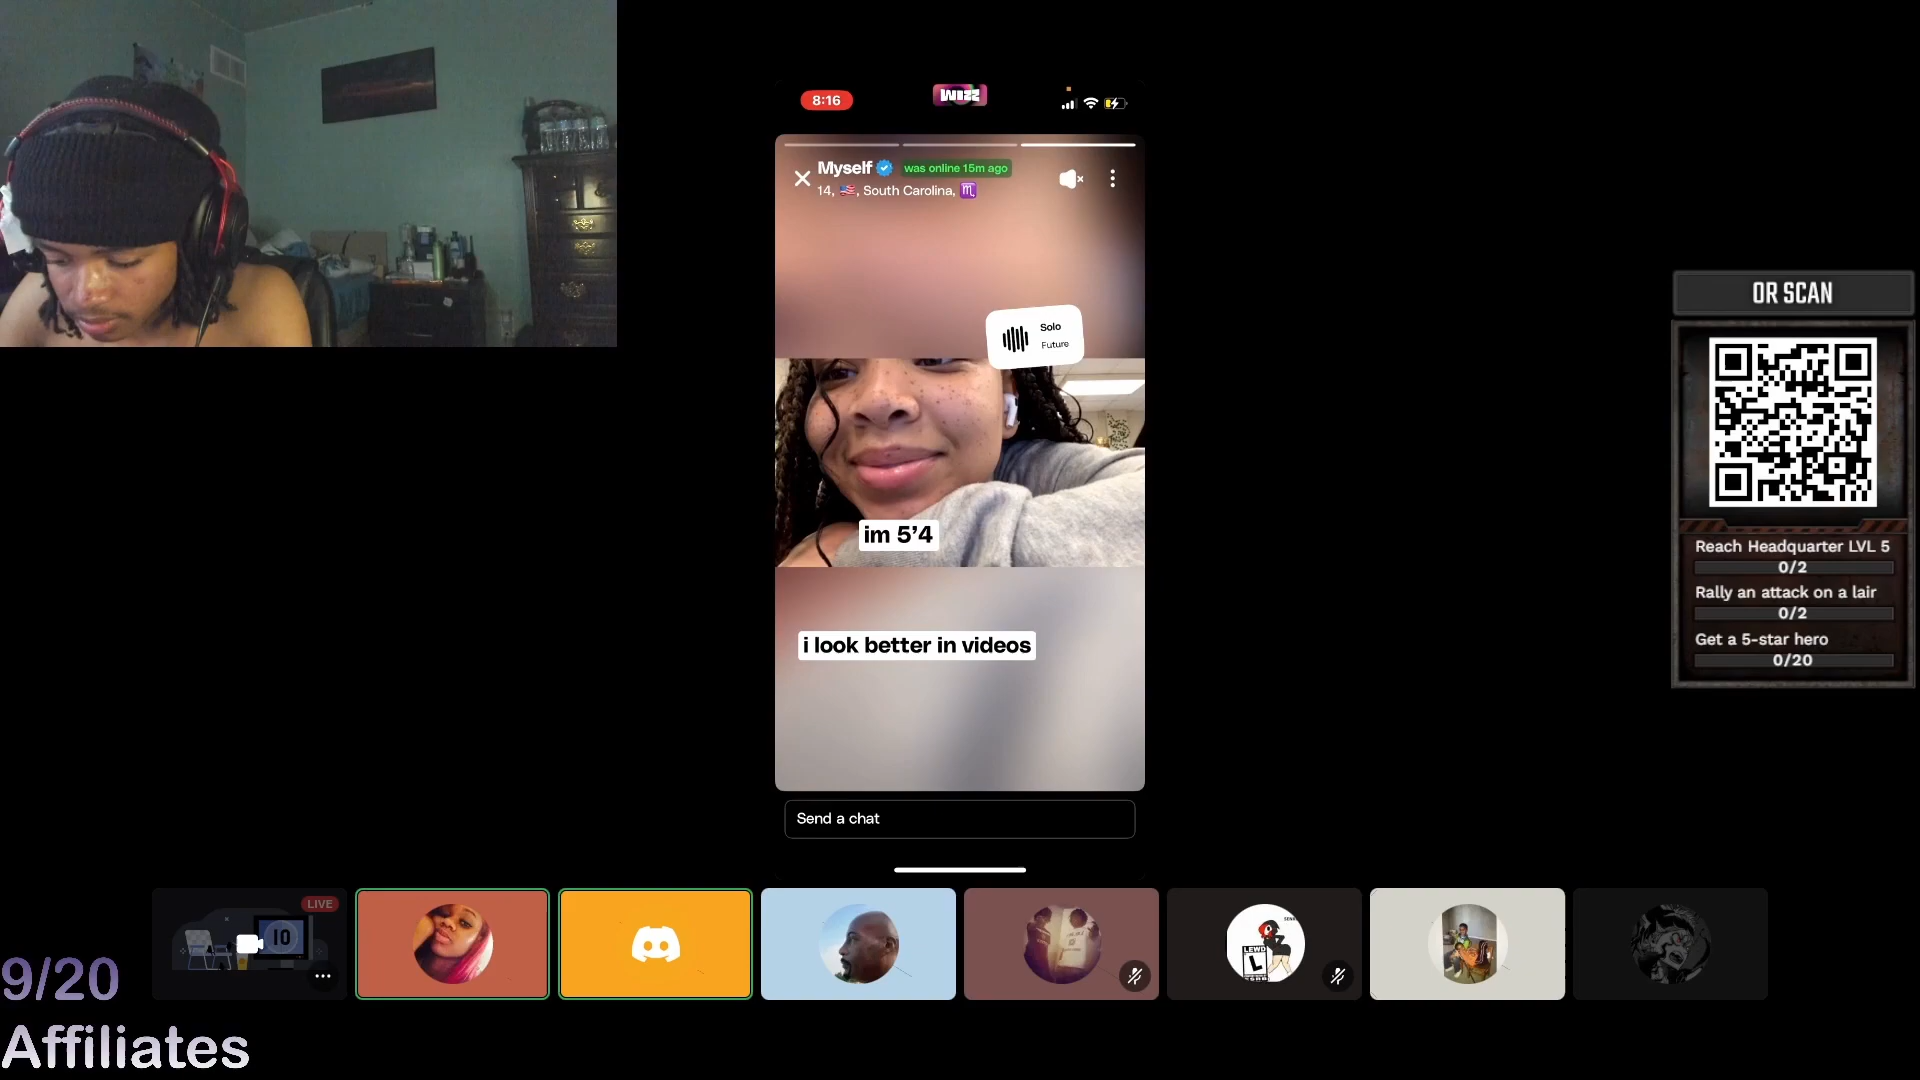 8:16
WIZZ
Myself
was online 15m ago
14, 🇺🇸, South Carolina, ♏
Solo
Future
im 5’4
i look better in videos
Send a chat
OR SCAN
Reach Headquarter LVL 5
0/2
Rally an attack on a lair
0/2
Get a 5-star hero
0/20
LIVE
LEWD
L
9/20
Affiliates